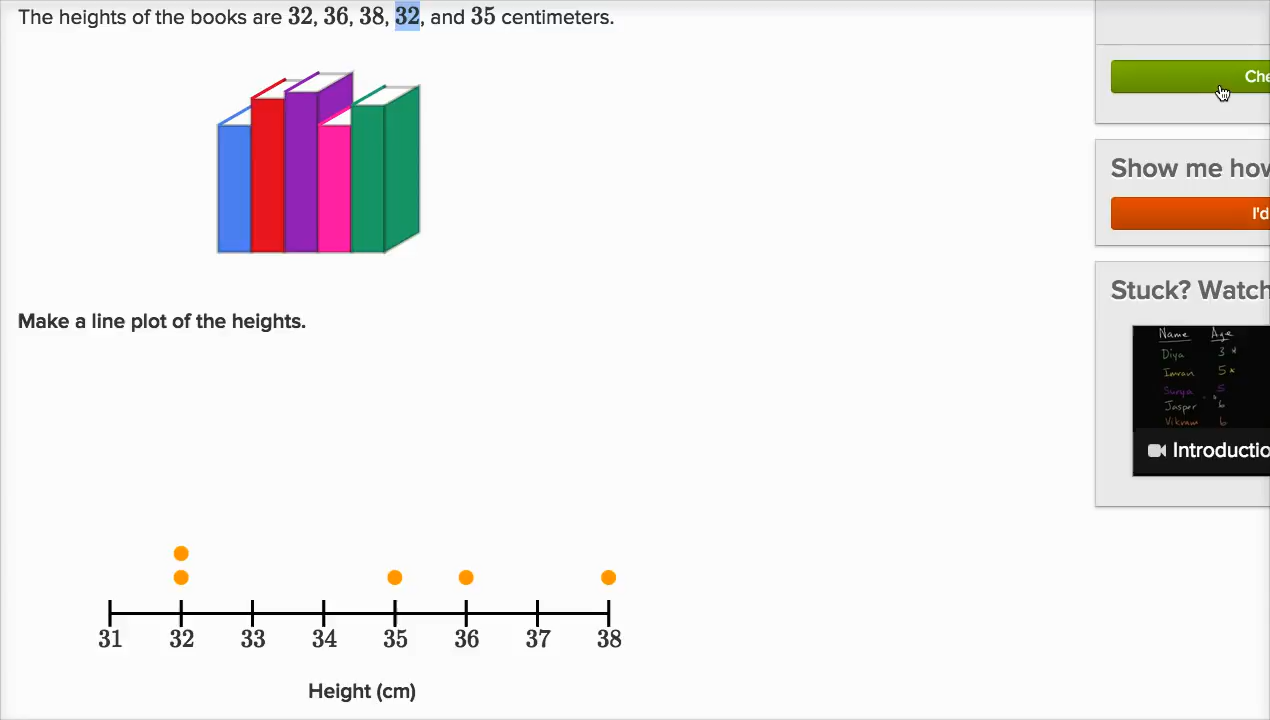 The heights of the books are 32, 36, 38, 32, and 35 centimeters.
Che
Show me how
I'd
Make a line plot of the heights.
Stuck? Watch
Name Age
Diya 3 *
Imran 5 *
Surya 5
Jasper 6
Vikram 6
Introductio
31 32 33 34 35 36 37 38
Height (cm)